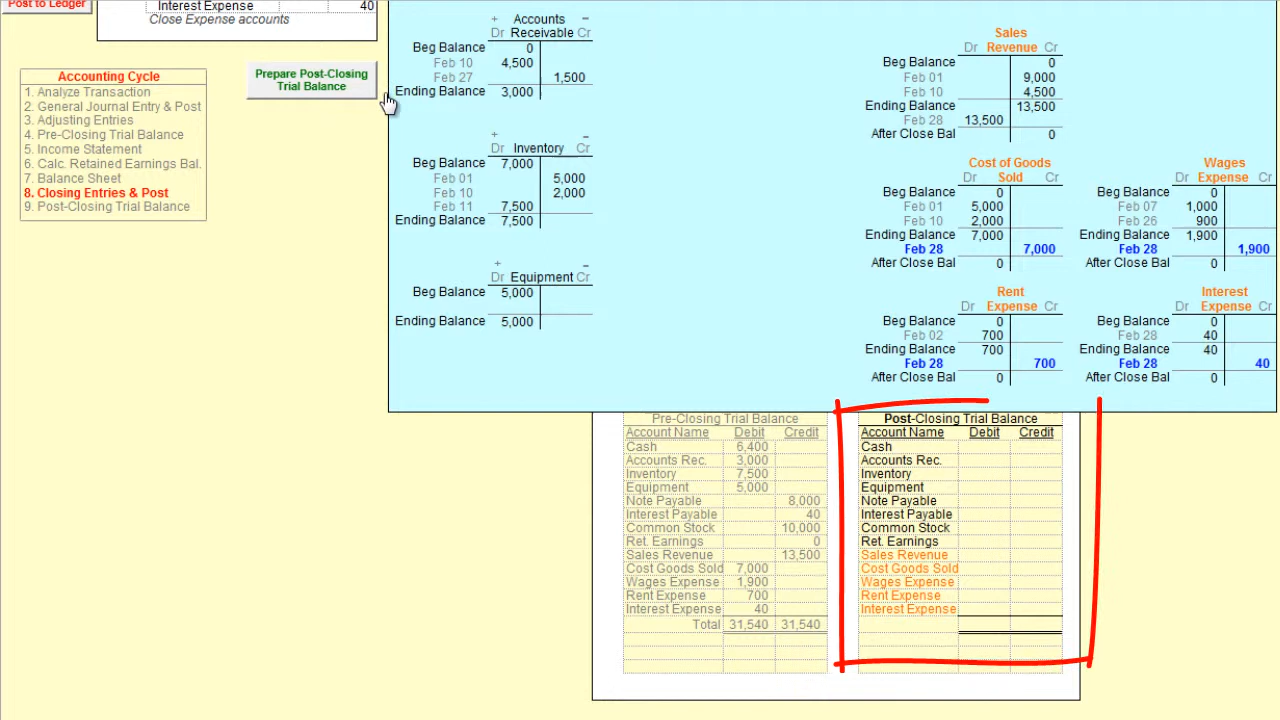 Post to Ledger
Interest Expense 40
Close Expense accounts
Accounting Cycle
1. Analyze Transaction
2. General Journal Entry & Post
3. Adjusting Entries
4. Pre-Closing Trial Balance
5. Income Statement
6. Calc. Retained Earnings Bal.
7. Balance Sheet
8. Closing Entries & Post
9. Post-Closing Trial Balance
Prepare Post-Closing
Trial Balance
+ Accounts −
Dr Receivable Cr
Beg Balance 0
Feb 10 4,500
Feb 27 1,500
Ending Balance 3,000
+ −
Dr Inventory Cr
Beg Balance 7,000
Feb 01 5,000
Feb 10 2,000
Feb 11 7,500
Ending Balance 7,500
+ −
Dr Equipment Cr
Beg Balance 5,000
Ending Balance 5,000
Sales
Dr Revenue Cr
Beg Balance 0
Feb 01 9,000
Feb 10 4,500
Ending Balance 13,500
Feb 28 13,500
After Close Bal 0
Cost of Goods
Dr Sold Cr
Beg Balance 0
Feb 01 5,000
Feb 10 2,000
Ending Balance 7,000
Feb 28 7,000
After Close Bal 0
Wages
Dr Expense Cr
Beg Balance 0
Feb 07 1,000
Feb 26 900
Ending Balance 1,900
Feb 28 1,900
After Close Bal 0
Rent
Dr Expense Cr
Beg Balance 0
Feb 02 700
Ending Balance 700
Feb 28 700
After Close Bal 0
Interest
Dr Expense Cr
Beg Balance 0
Feb 28 40
Ending Balance 40
Feb 28 40
After Close Bal 0
Pre-Closing Trial Balance
Account Name Debit Credit
Cash 6,400
Accounts Rec. 3,000
Inventory 7,500
Equipment 5,000
Note Payable 8,000
Interest Payable 40
Common Stock 10,000
Ret. Earnings 0
Sales Revenue 13,500
Cost Goods Sold 7,000
Wages Expense 1,900
Rent Expense 700
Interest Expense 40
Total 31,540 31,540
Post-Closing Trial Balance
Account Name Debit Credit
Cash
Accounts Rec.
Inventory
Equipment
Note Payable
Interest Payable
Common Stock
Ret. Earnings
Sales Revenue
Cost Goods Sold
Wages Expense
Rent Expense
Interest Expense